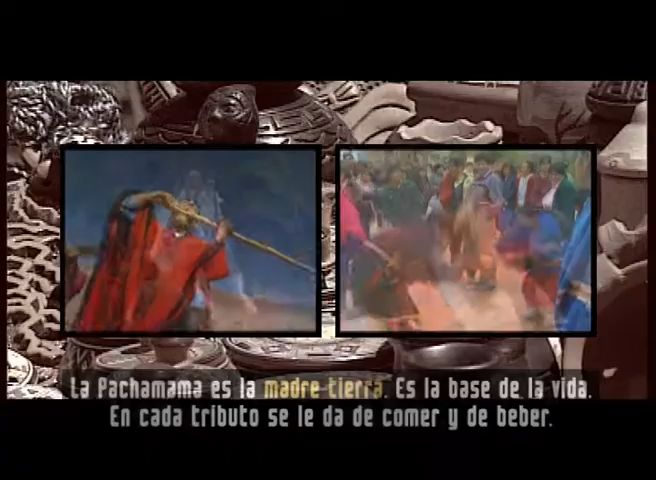 La Pachamama es la madre tierra. Es la base de la vida.
En cada tributo se le da de comer y de beber.